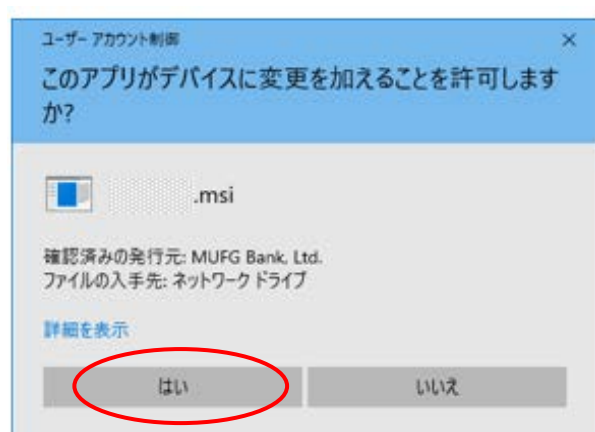 ユーザー アカウント制御
このアプリがデバイスに変更を加えることを許可します
か?
.msi
確認済みの発行元: MUFG Bank, Ltd.
ファイルの入手先: ネットワーク ドライブ
詳細を表示
はい
いいえ